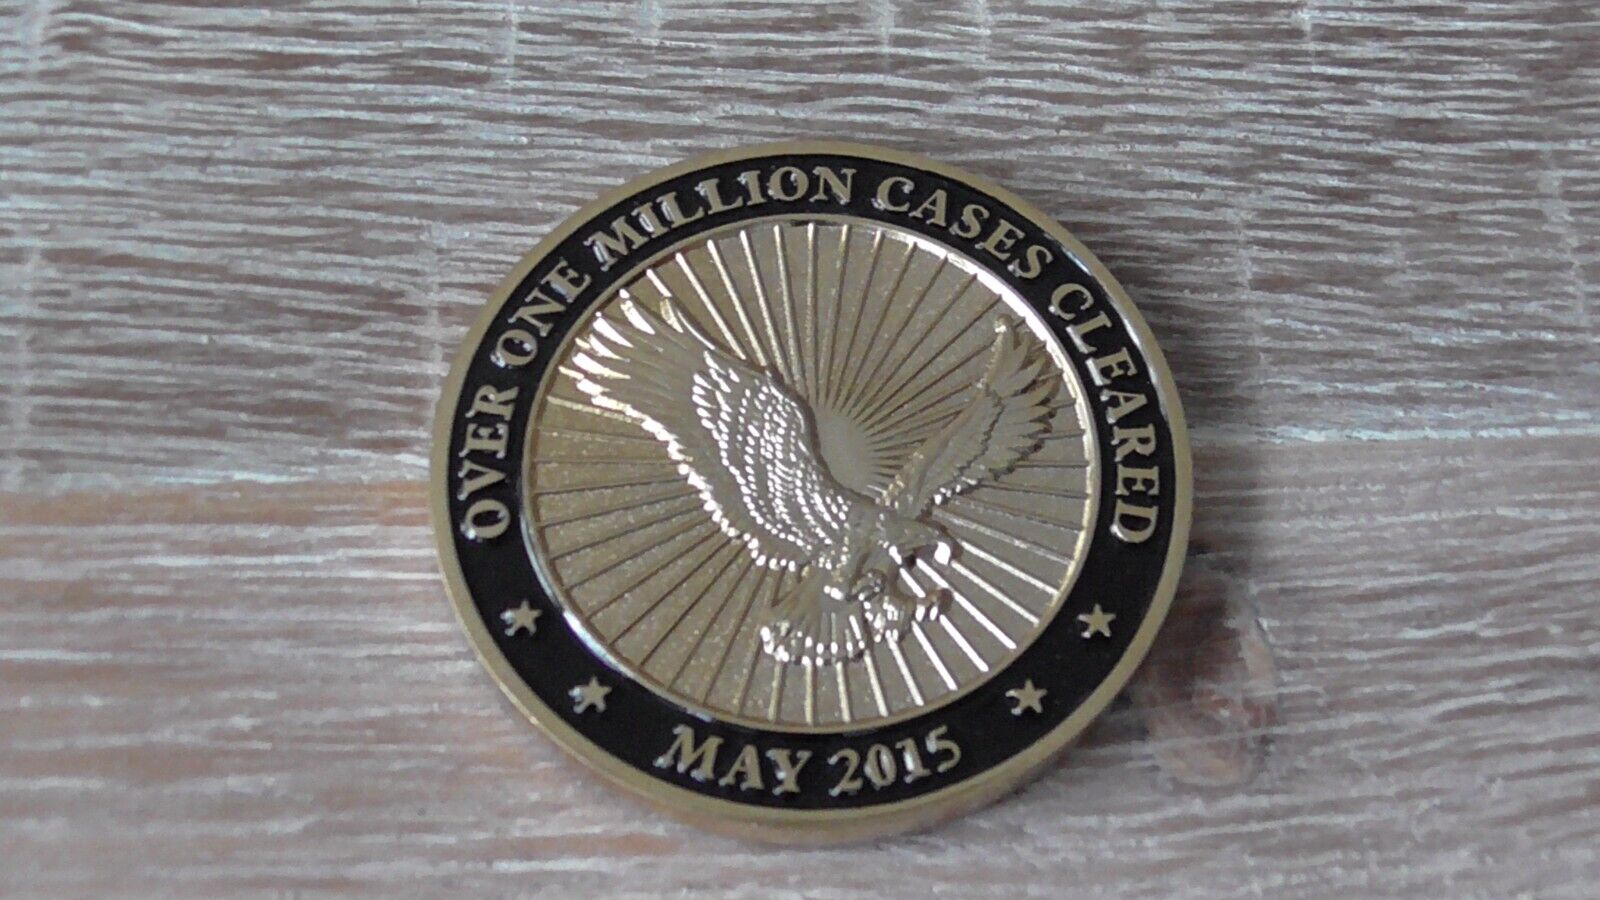 OVER ONE MILLION CASES CLEARED
MAY 2015